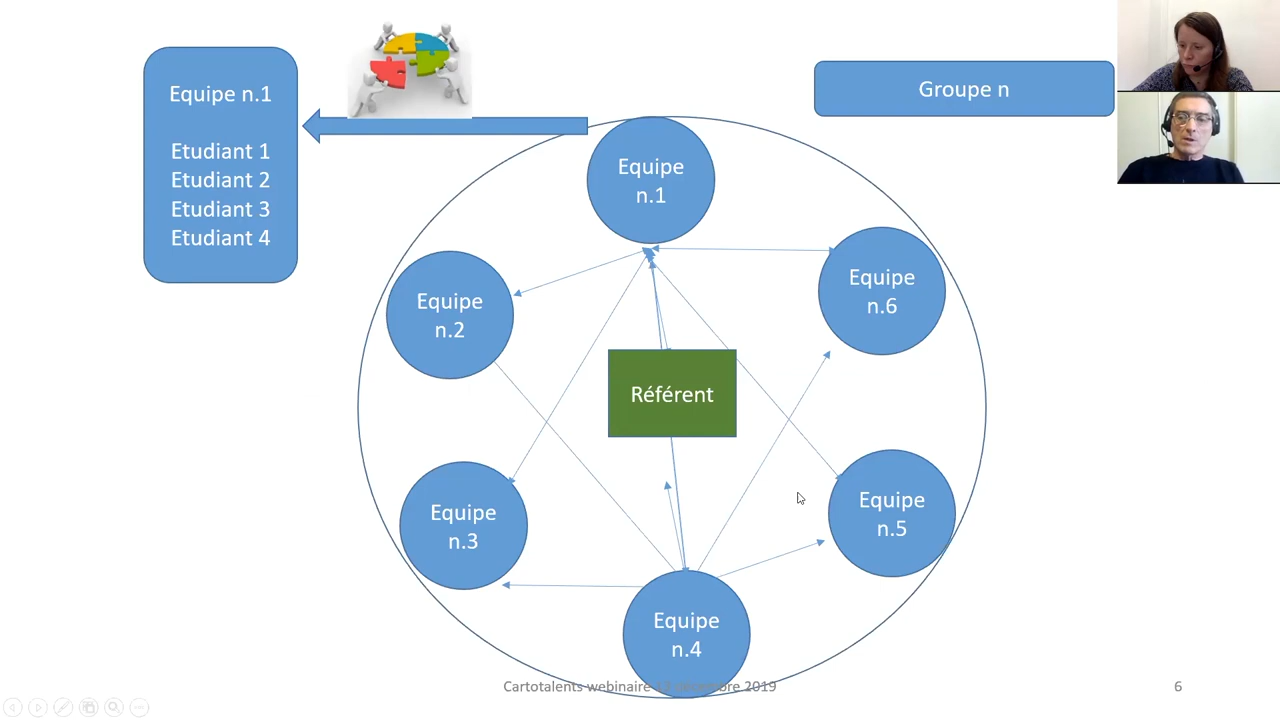 Equipe n.1
Etudiant 1
Etudiant 2
Etudiant 3
Etudiant 4
Groupe n
Equipe
n.1
Equipe
n.2
Equipe
n.6
Référent
Equipe
n.3
Equipe
n.5
Equipe
n.4
Cartotalents webinaire décembre 2019
6